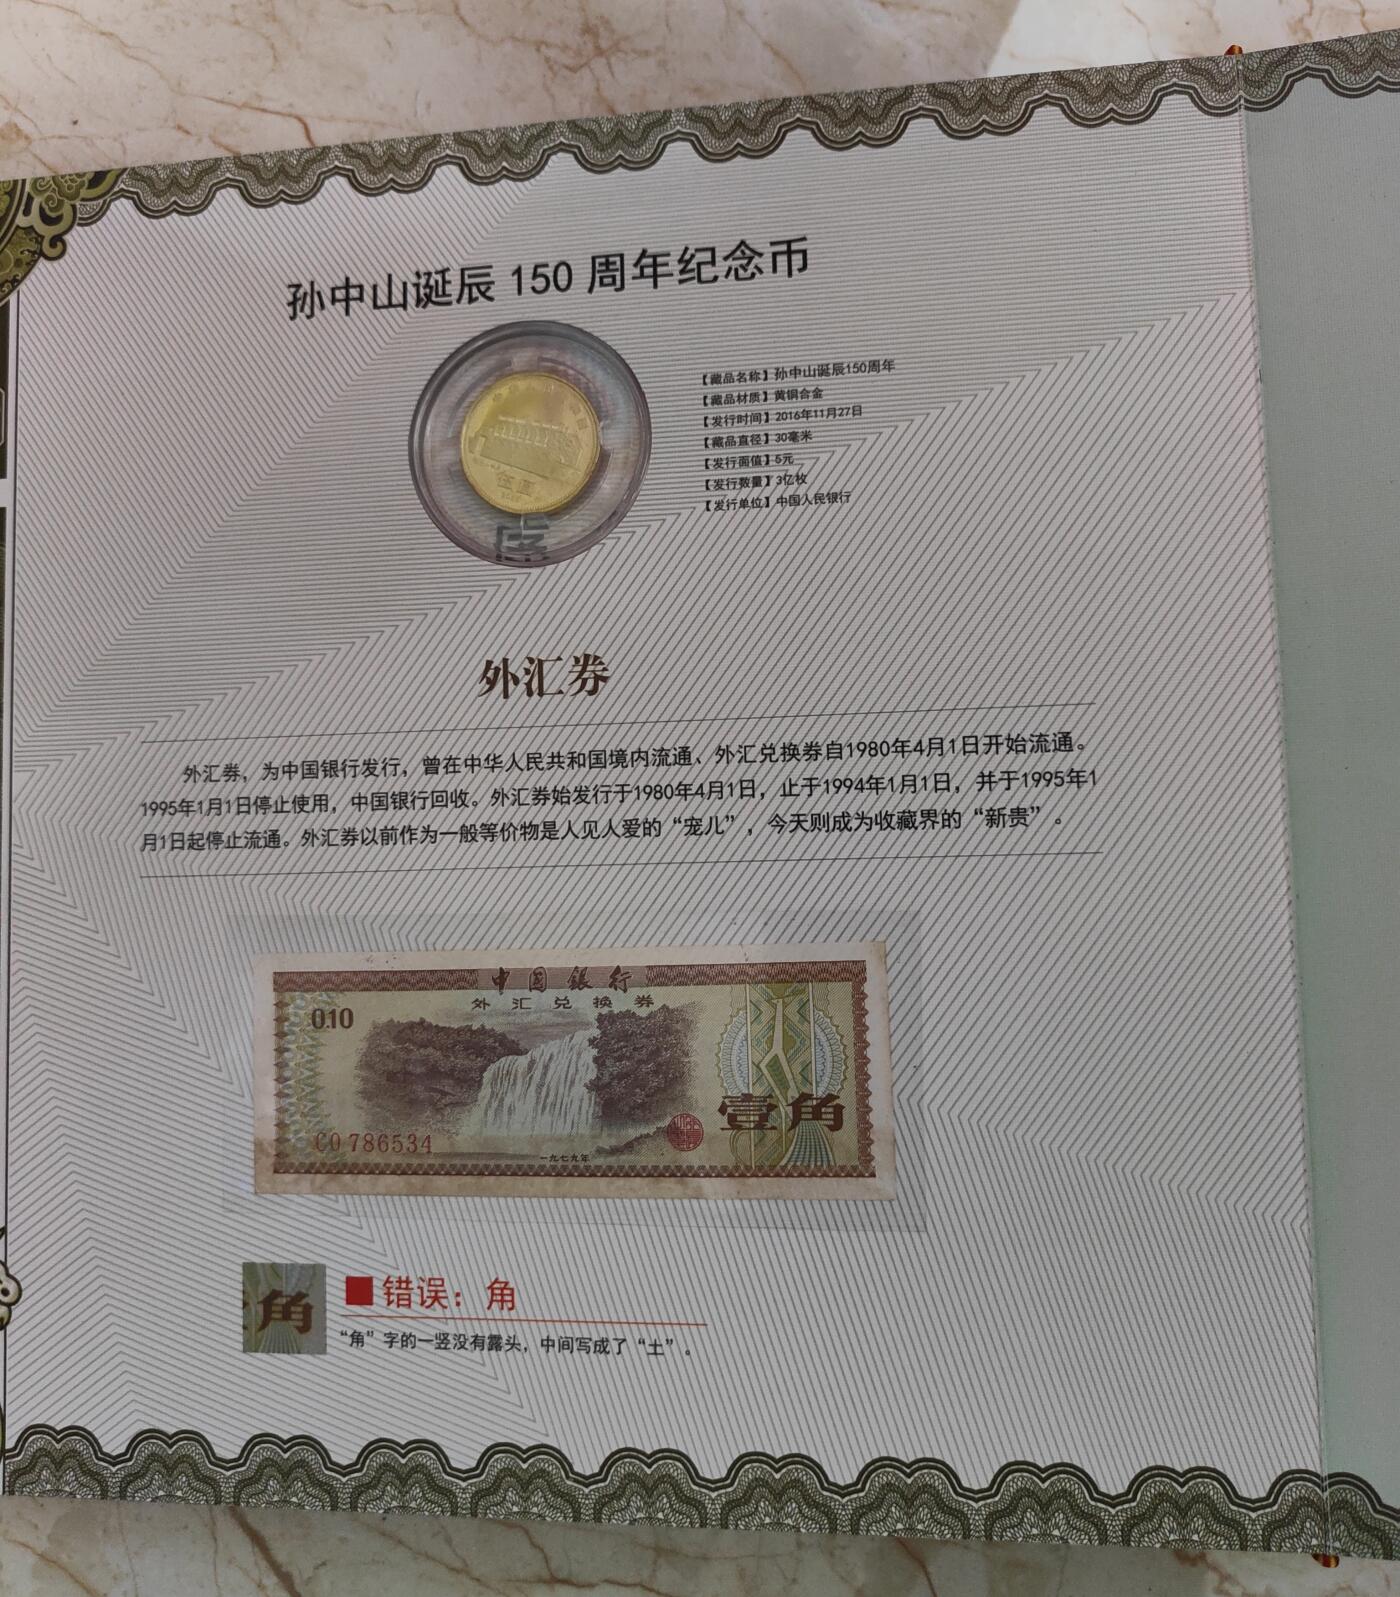 孙中山诞辰 150 周年纪念币
【藏品名称】孙中山诞辰150周年
【藏品材质】黄铜合金
【发行时间】2016年11月27日
【藏品直径】30毫米
【发行面值】5元
【发行数量】3亿枚
【发行单位】中国人民银行
伍圆
外汇券
外汇券，为中国银行发行，曾在中华人民共和国境内流通、外汇兑换券自1980年4月1日开始流通。
1995年1月1日停止使用，中国银行回收。外汇券始发行于1980年4月1日，止于1994年1月1日，并于1995年1
月1日起停止流通。外汇券以前作为一般等价物是人见人爱的“宠儿”，今天则成为收藏界的“新贵”。
中国銀行
外汇兑换券
0.10
壹角
CO 786534
一九七九年
角
■错误：角
“角”字的一竖没有露头，中间写成了“土”。